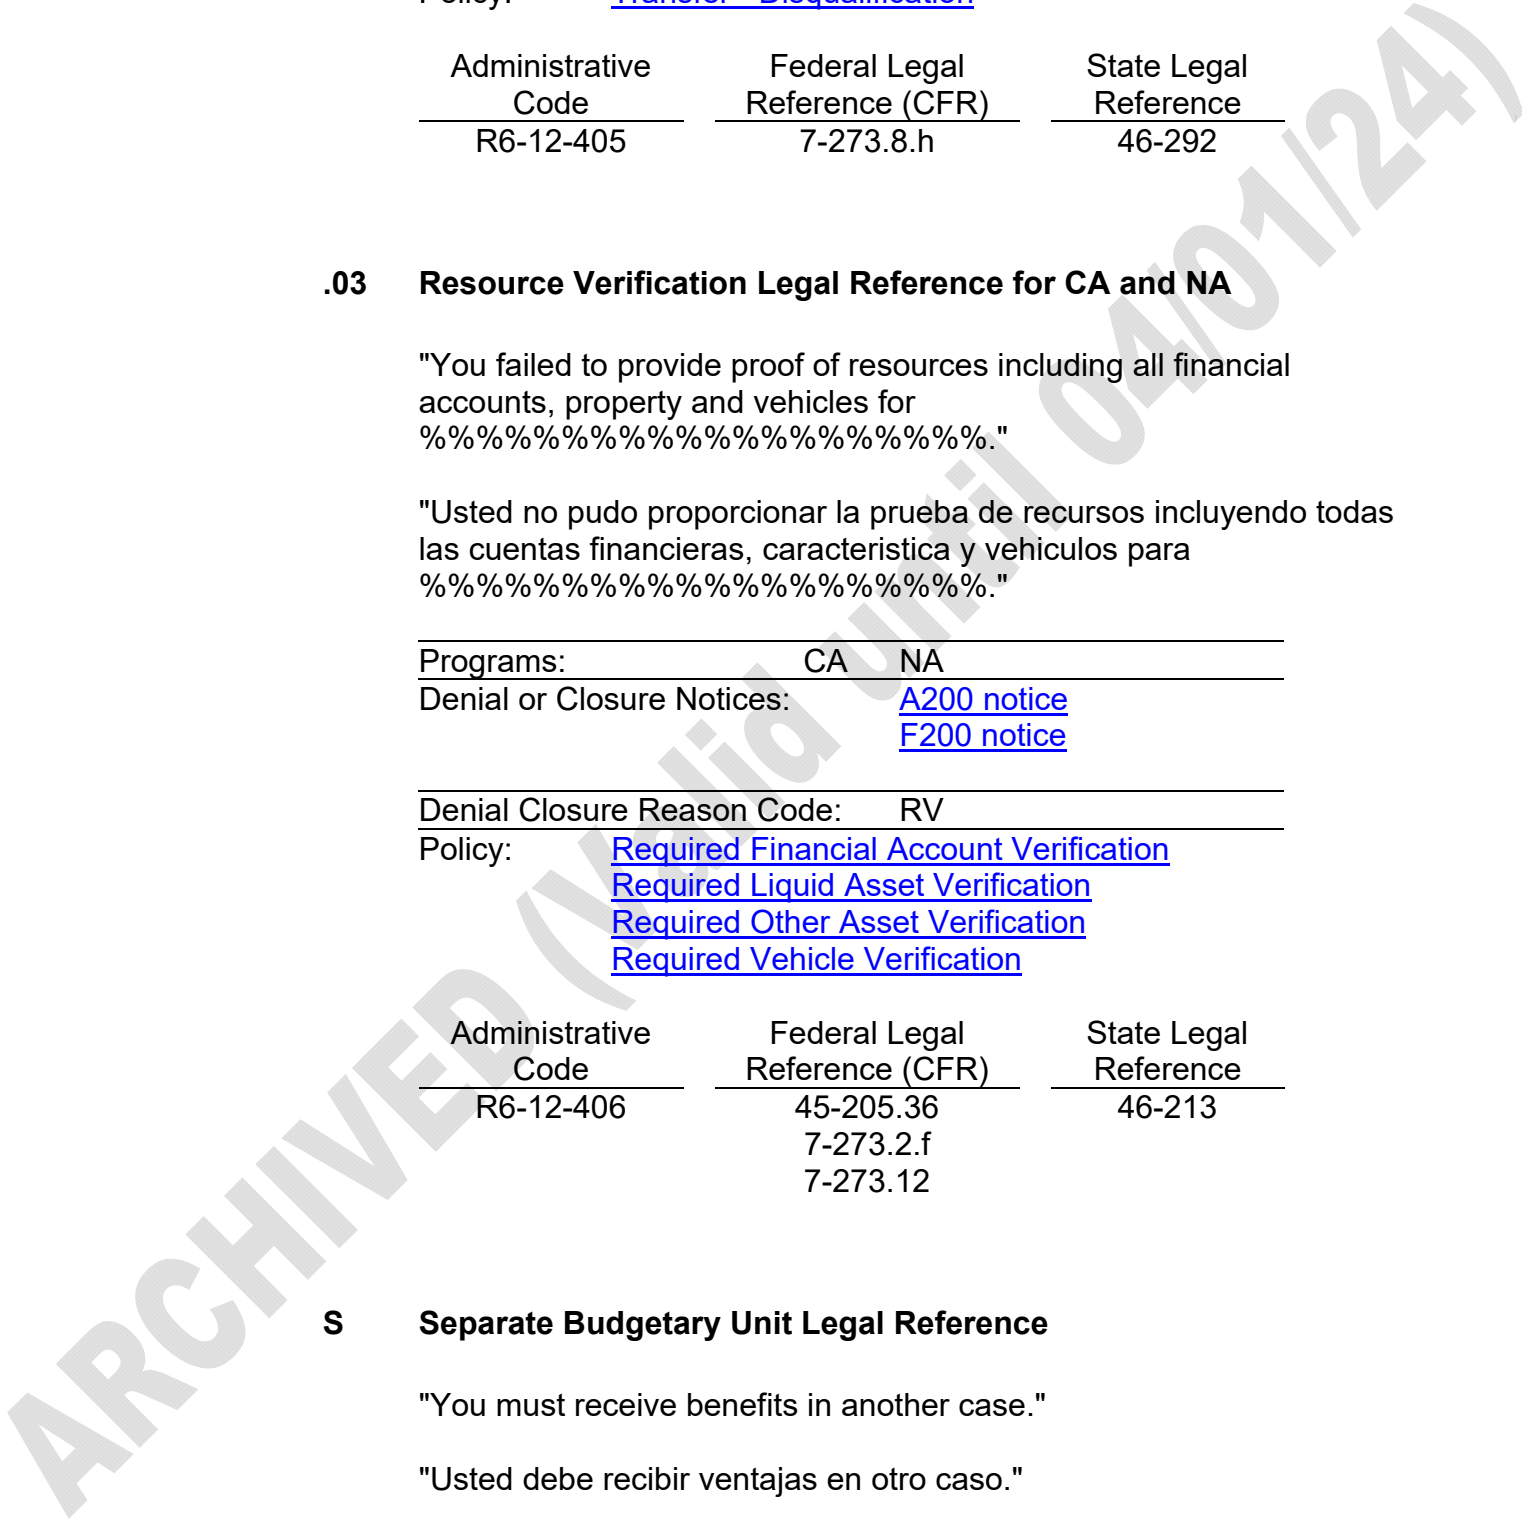 Policy: Transfer - Disqualification
Administrative Code Federal Legal Reference (CFR) State Legal Reference
R6-12-405 7-273.8.h 46-292
.03 Resource Verification Legal Reference for CA and NA
"You failed to provide proof of resources including all financial
accounts, property and vehicles for
%%%%%%%%%%%%%%%%%%%%."
"Usted no pudo proporcionar la prueba de recursos incluyendo todas
las cuentas financieras, caracteristica y vehiculos para
%%%%%%%%%%%%%%%%%%%%."
Programs: CA NA
Denial or Closure Notices: A200 notice
F200 notice
Denial Closure Reason Code: RV
Policy: Required Financial Account Verification
Required Liquid Asset Verification
Required Other Asset Verification
Required Vehicle Verification
Administrative Code Federal Legal Reference (CFR) State Legal Reference
R6-12-406 45-205.36 46-213
7-273.2.f
7-273.12
S Separate Budgetary Unit Legal Reference
"You must receive benefits in another case."
"Usted debe recibir ventajas en otro caso."
ARCHIVED (Valid until 04/01/24)